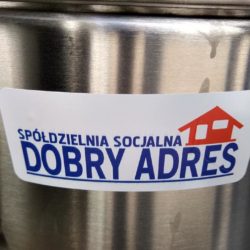 SPÓŁDZIELNIA SOCJALNA
DOBRY ADRES